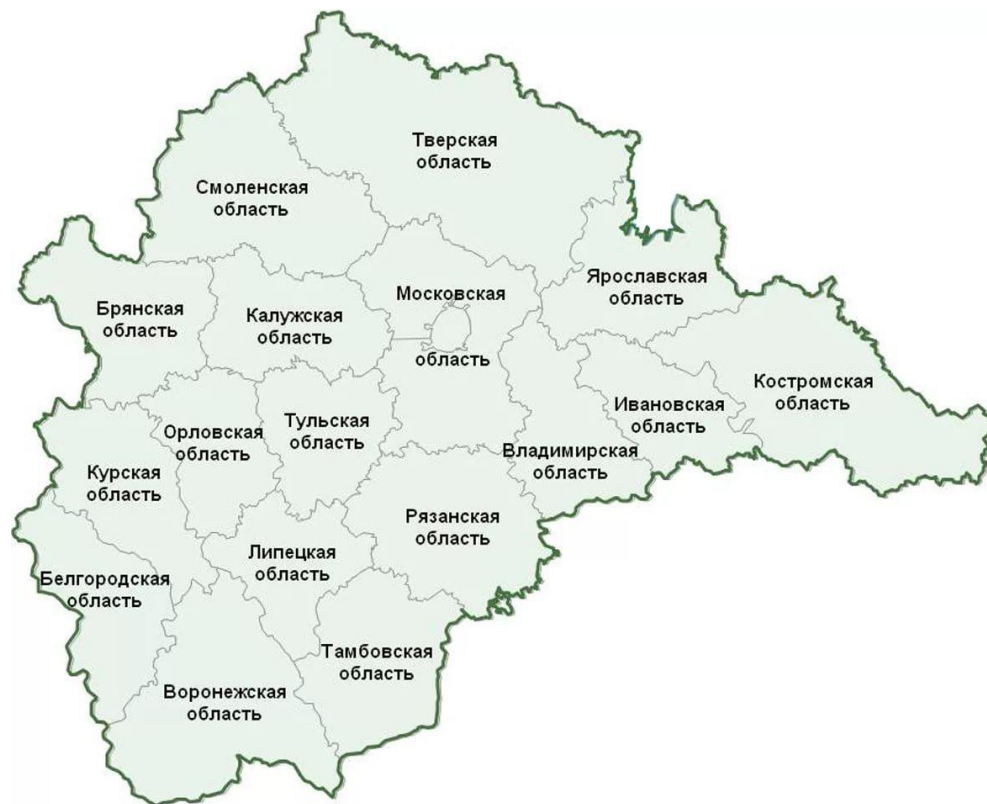 Тверская
область
Смоленская
область
Ярославская
область
Московская
область
Брянская
область
Калужская
область
Костромская
область
Ивановская
область
Тульская
область
Орловская
область
Владимирская
область
Курская
область
Рязанская
область
Липецкая
область
Белгородская
область
Тамбовская
область
Воронежская
область